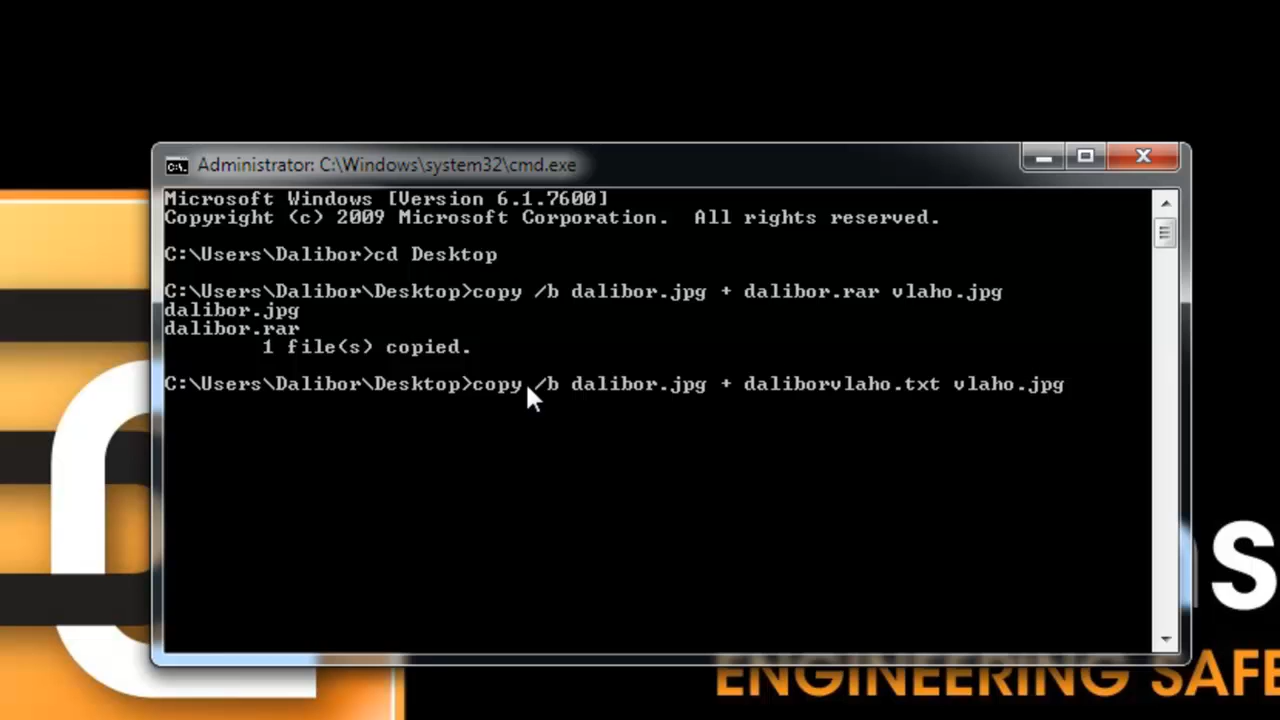 Administrator: C:\Windows\system32\cmd.exe
Microsoft Windows [Version 6.1.7600]
Copyright (c) 2009 Microsoft Corporation.  All rights reserved.
C:\Users\Dalibor>cd Desktop
C:\Users\Dalibor\Desktop>copy /b dalibor.jpg + dalibor.rar vlaho.jpg
dalibor.jpg
dalibor.rar
        1 file(s) copied.
C:\Users\Dalibor\Desktop>copy /b dalibor.jpg + daliborvlaho.txt vlaho.jpg
ENGINEERING SAFE